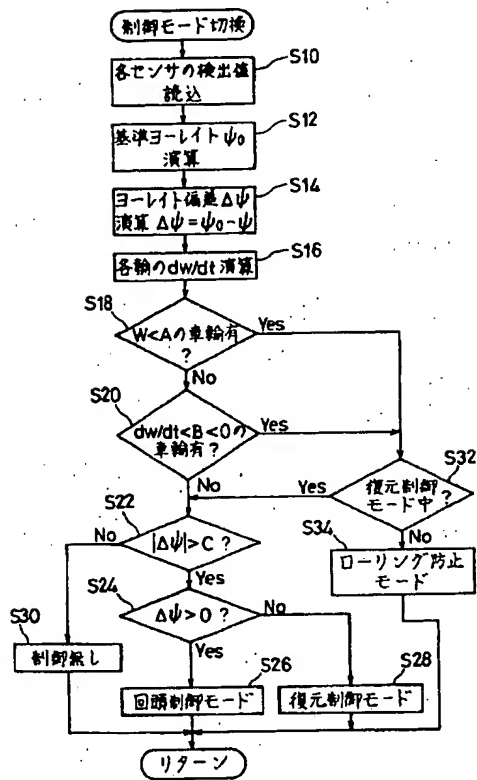 制御モード切換
S10
各センサの検出値
読込
S12
基準ヨーレイトψ₀
演算
S14
ヨーレイト偏差Δψ
演算 Δψ=ψ₀-ψ
S16
各輪のdw/dt演算
S18
W<Aの車輪有
?
Yes
No
S20
dw/dt<B<0の
車輪有?
Yes
No
S32
復元制御
モード中?
Yes
No
S22
|Δψ|>C?
No
Yes
S34
ローリング防止
モード
S24
Δψ>0?
No
Yes
S30
制御無し
S26
回頭制御モード
S28
復元制御モード
リターン